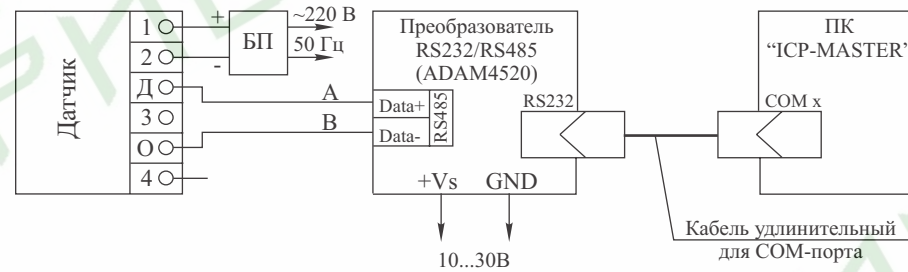 Датчик
1
2
Д
3
О
4
+
-
БП
~220 В
50 Гц
A
B
Преобразователь
RS232/RS485
(ADAM4520)
Data+
Data-
RS485
RS232
+Vs
GND
10...30В
ПК
“ICP-MASTER”
COM x
Кабель удлинительный
для COM-порта